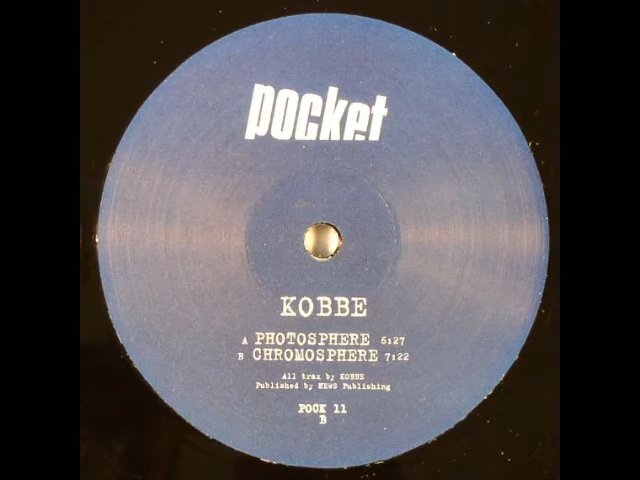 pocket
KOBBE
A PHOTOSPHERE 6:27
B CHROMOSPHERE 7:22
All trax by KOBBE
Published by NEWS Publishing
POCK 11
B